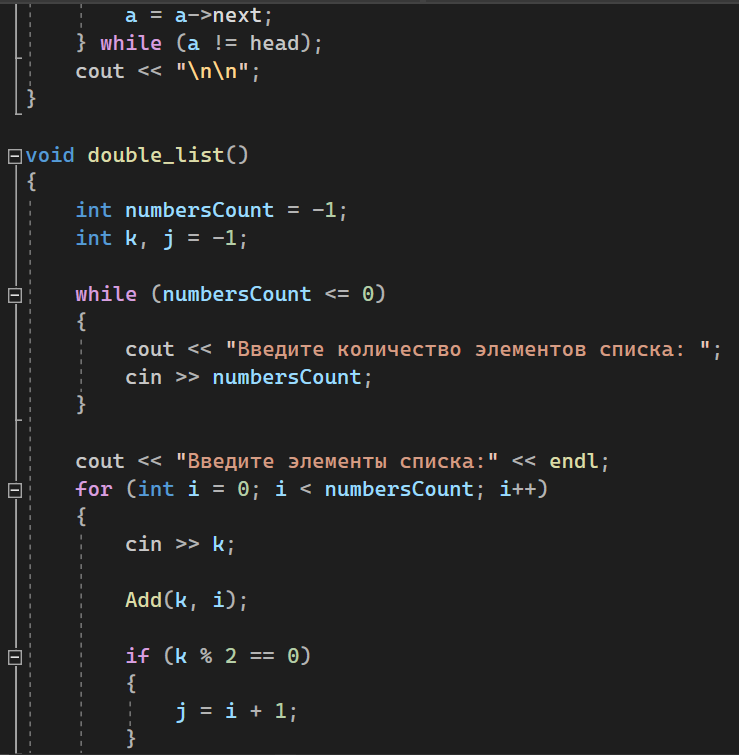 a = a->next;
} while (a != head);
cout << "\n\n";
}
void double_list()
{
int numbersCount = -1;
int k, j = -1;
while (numbersCount <= 0)
{
cout << "Введите количество элементов списка: ";
cin >> numbersCount;
}
cout << "Введите элементы списка:" << endl;
for (int i = 0; i < numbersCount; i++)
{
cin >> k;
Add(k, i);
if (k % 2 == 0)
{
j = i + 1;
}